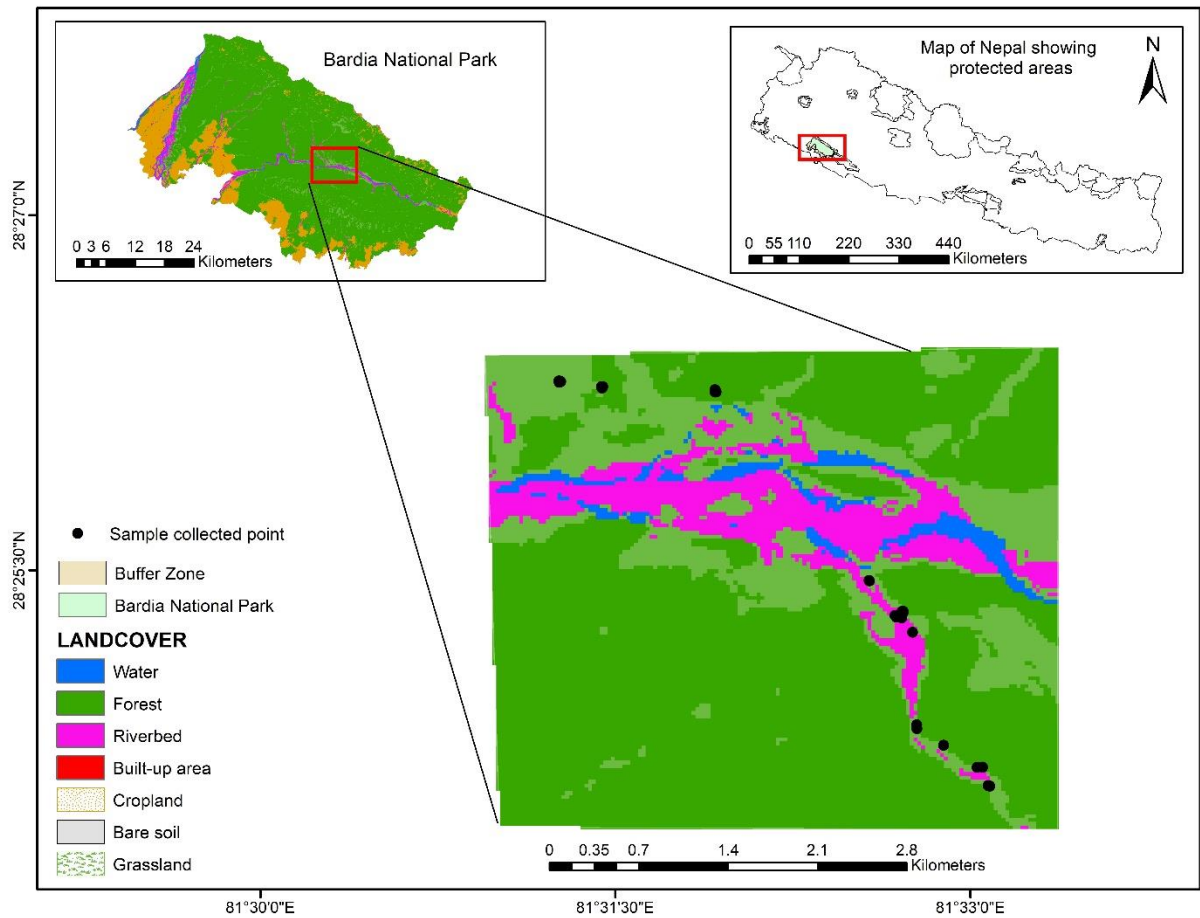 Bardia National Park
0 3 6 12 18 24
Kilometers
Map of Nepal showing
protected areas
N
0 55 110 220 330 440
Kilometers
28°27'0"N
28°25'30"N
Sample collected point
Buffer Zone
Bardia National Park
LANDCOVER
Water
Forest
Riverbed
Built-up area
Cropland
Bare soil
Grassland
0 0.35 0.7 1.4 2.1 2.8
Kilometers
81°30'0"E
81°31'30"E
81°33'0"E